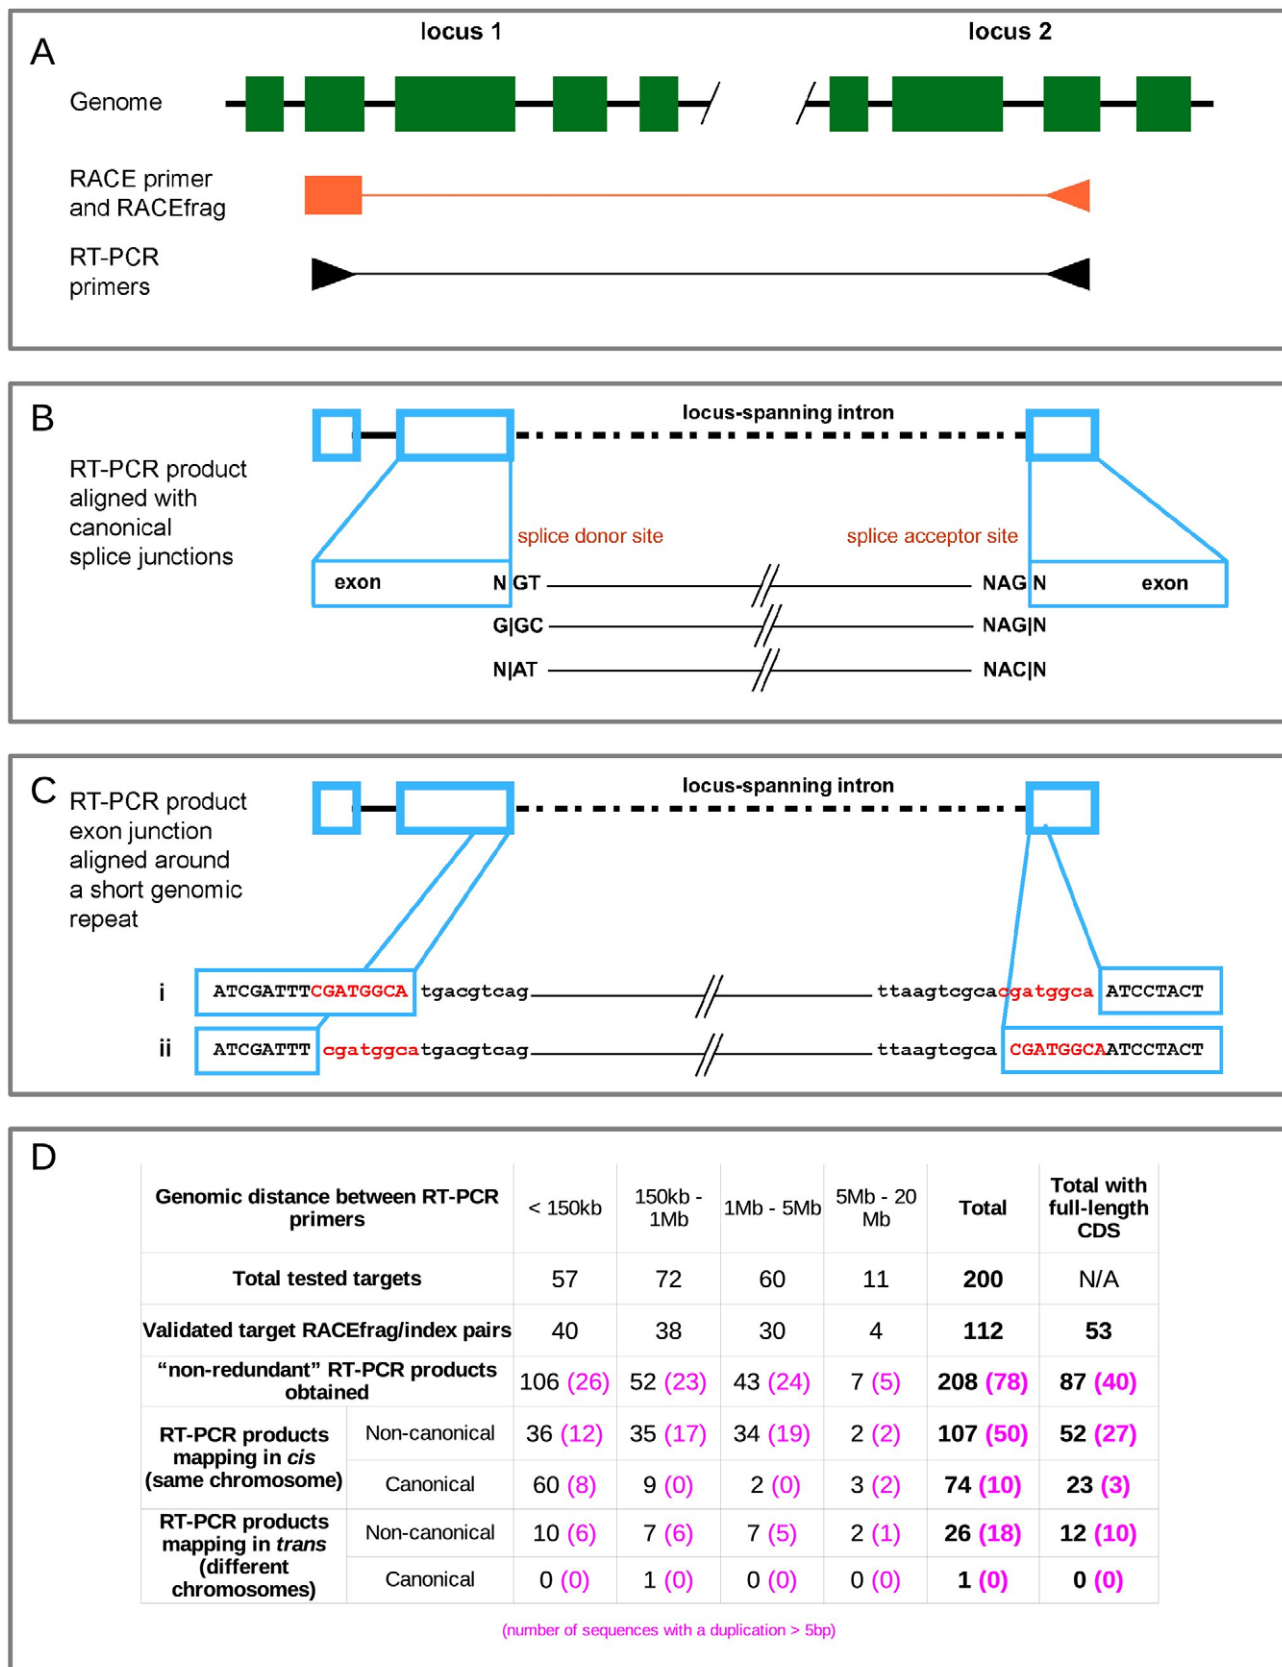 A
locus 1
locus 2
Genome
RACE primer
and RACEfrag
RT-PCR
primers
B
locus-spanning intron
RT-PCR product
aligned with
canonical
splice junctions
splice donor site
splice acceptor site
exon
N|GT
NAG|N
exon
G|GC
NAG|N
N|AT
NAC|N
C
locus-spanning intron
RT-PCR product
exon junction
aligned around
a short genomic
repeat
i
ATCGATTTCGATGGCA tgacgtcag
ttaagtcgcacgatggca ATCCTACT
ii
ATCGATTT cgatggcatgacgtcag
ttaagtcgca CGATGGCAATCCTACT
D
Genomic distance between RT-PCR
primers
< 150kb
150kb -
1Mb
1Mb - 5Mb
5Mb - 20
Mb
Total
Total with
full-length
CDS
Total tested targets 57 72 60 11 200 N/A
Validated target RACEfrag/index pairs 40 38 30 4 112 53
“non-redundant” RT-PCR products
obtained
106 (26) 52 (23) 43 (24) 7 (5) 208 (78) 87 (40)
RT-PCR products
mapping in cis
(same chromosome)
Non-canonical 36 (12) 35 (17) 34 (19) 2 (2) 107 (50) 52 (27)
Canonical 60 (8) 9 (0) 2 (0) 3 (2) 74 (10) 23 (3)
RT-PCR products
mapping in trans
(different
chromosomes)
Non-canonical 10 (6) 7 (6) 7 (5) 2 (1) 26 (18) 12 (10)
Canonical 0 (0) 1 (0) 0 (0) 0 (0) 1 (0) 0 (0)
(number of sequences with a duplication > 5bp)